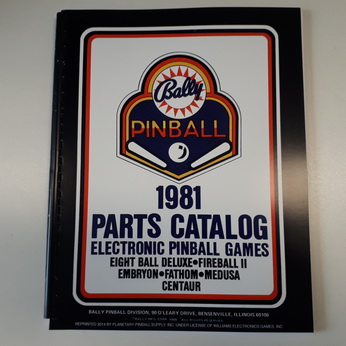 Bally
PINBALL
1981
PARTS CATALOG
ELECTRONIC PINBALL GAMES
EIGHT BALL DELUXE•FIREBALL II
EMBRYON•FATHOM•MEDUSA
CENTAUR
BALLY PINBALL DIVISION, 90 O'LEARY DRIVE, BENSENVILLE, ILLINOIS 60106
REPRINTED 2014 BY PLANETARY PINBALL SUPPLY INC. UNDER LICENSE OF WILLIAMS ELECTRONICS GAMES, INC.